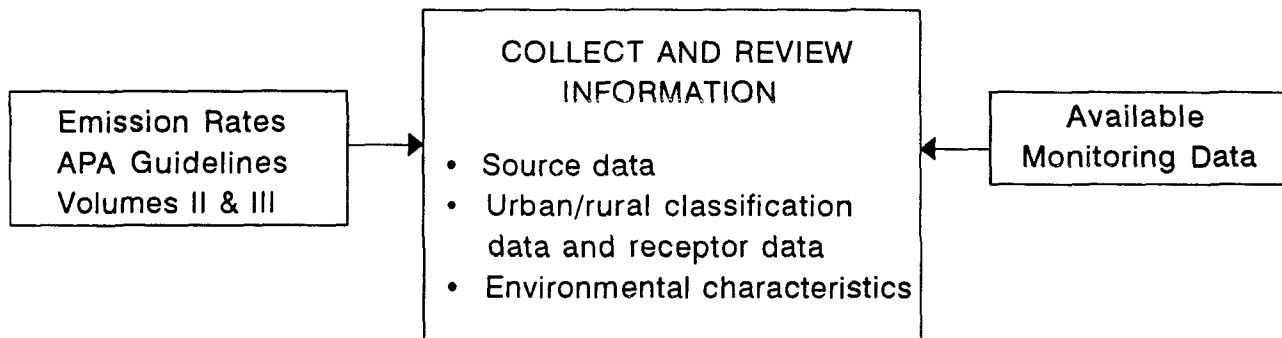 Emission Rates
APA Guidelines
Volumes II & III
COLLECT AND REVIEW
INFORMATION
• Source data
• Urban/rural classification
data and receptor data
• Environmental characteristics
Available
Monitoring Data